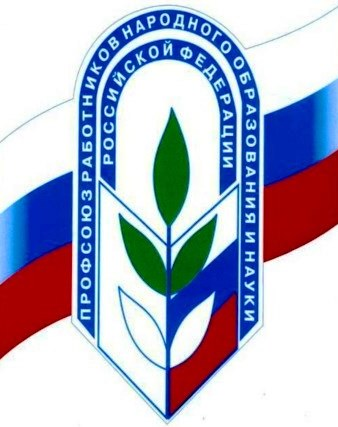 ПРОФСОЮЗ РАБОТНИКОВ НАРОДНОГО ОБРАЗОВАНИЯ И НАУКИ
РОССИЙСКОЙ ФЕДЕРАЦИИ